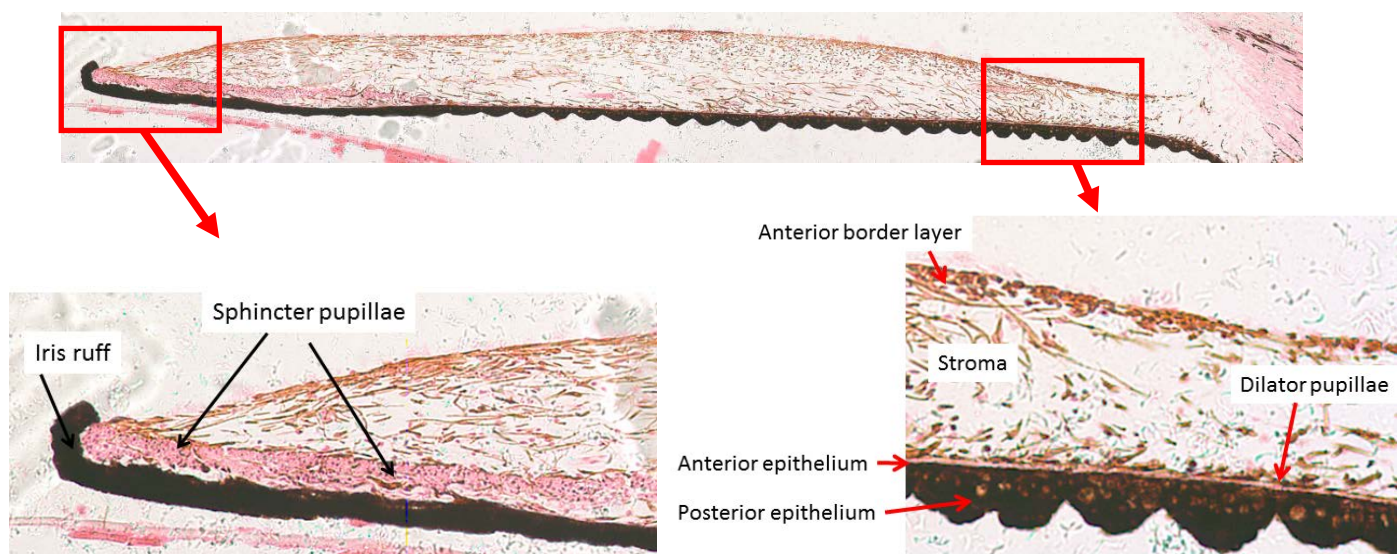 Anterior border layer
Sphincter pupillae
Iris ruff
Stroma
Dilator pupillae
Anterior epithelium
Posterior epithelium